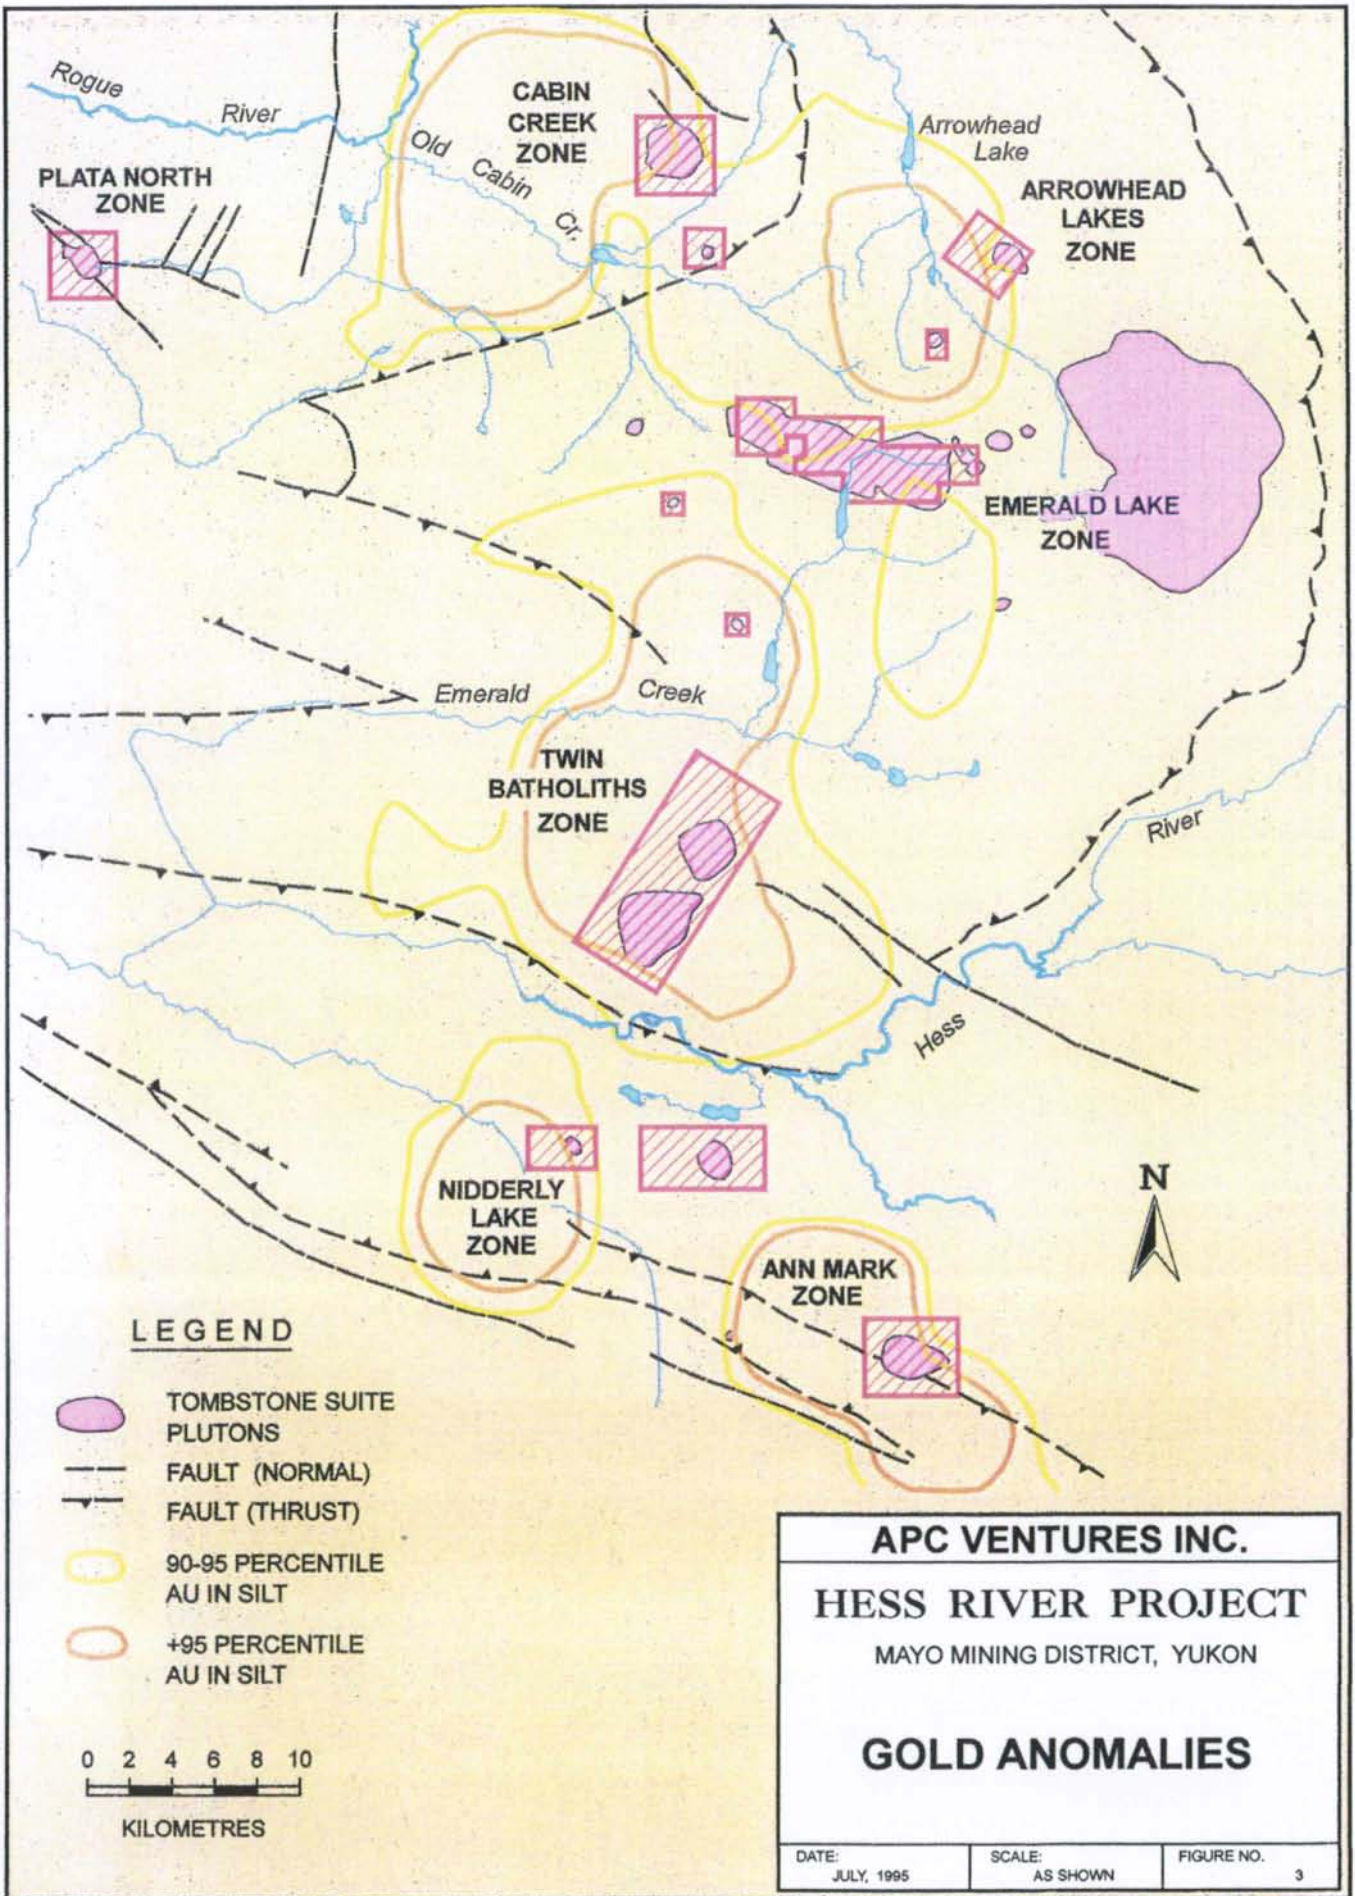 Rogue
River
CABIN
CREEK
ZONE
Old Cabin Cr.
Arrowhead
Lake
PLATA NORTH
ZONE
ARROWHEAD
LAKES
ZONE
EMERALD LAKE
ZONE
Emerald Creek
TWIN
BATHOLITHS
ZONE
River
Hess
NIDDERLY
LAKE
ZONE
ANN MARK
ZONE
N
LEGEND
TOMBSTONE SUITE
PLUTONS
FAULT (NORMAL)
FAULT (THRUST)
90-95 PERCENTILE
AU IN SILT
+95 PERCENTILE
AU IN SILT
0 2 4 6 8 10
KILOMETRES
APC VENTURES INC.
HESS RIVER PROJECT
MAYO MINING DISTRICT, YUKON
GOLD ANOMALIES
DATE:
JULY, 1995
SCALE:
AS SHOWN
FIGURE NO.
3